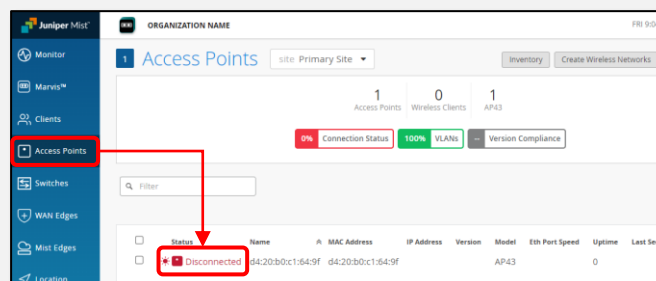 Juniper Mist™
ORGANIZATION NAME
FRI 9:0
Monitor
Marvis™
Clients
Access Points
Switches
WAN Edges
Mist Edges
Location
1 Access Points site Primary Site
Inventory Create Wireless Networks
1 0 1
Access Points Wireless Clients AP43
0% Connection Status 100% VLANs -- Version Compliance
Filter
Status Name MAC Address IP Address Version Model Eth Port Speed Uptime Last Se
Disconnected d4:20:b0:c1:64:9f d4:20:b0:c1:64:9f AP43 0